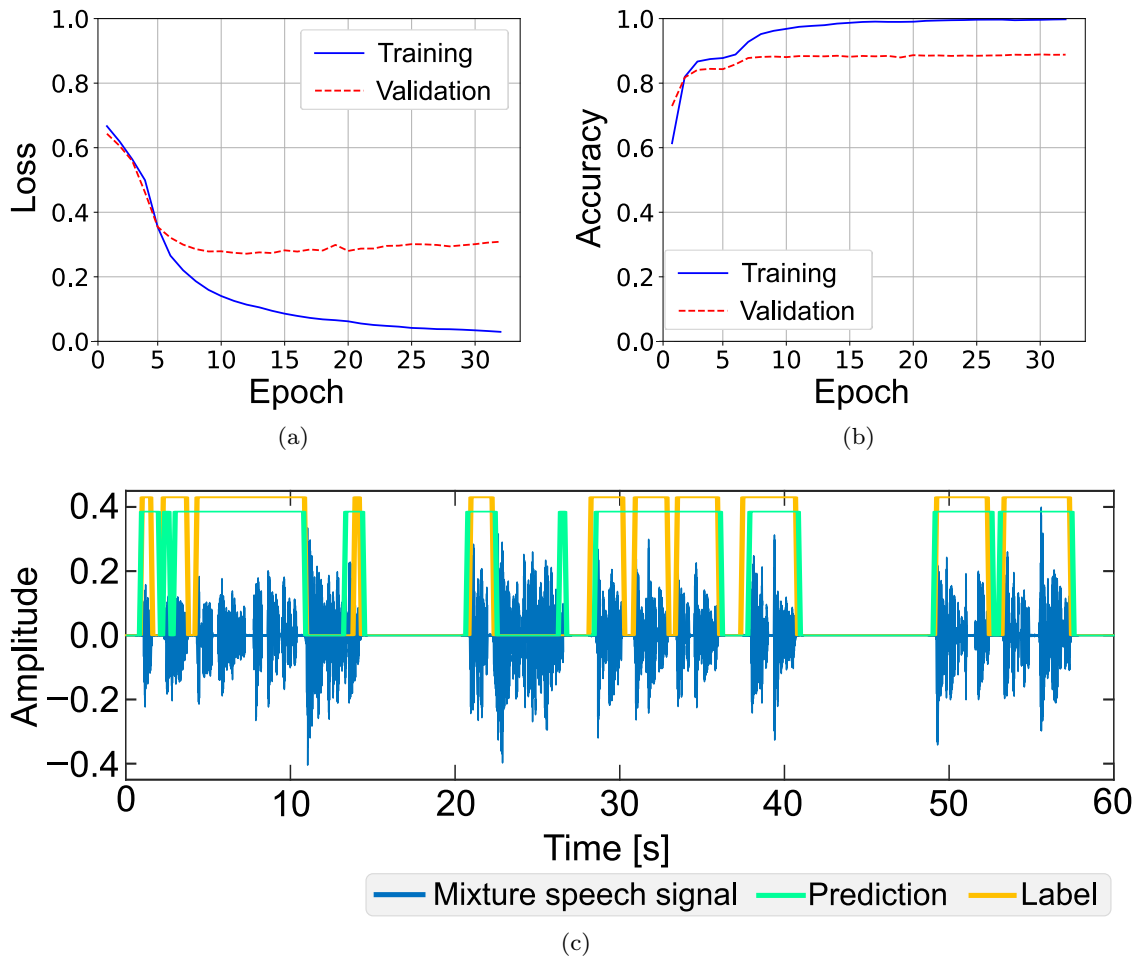 1.0
0.8
0.6
0.4
0.2
0.0
Loss
Training
Validation
0 5 10 15 20 25 30
Epoch
(a)
1.0
0.8
0.6
0.4
0.2
0.0
Accuracy
Training
Validation
0 5 10 15 20 25 30
Epoch
(b)
0.4
0.2
0.0
−0.2
−0.4
Amplitude
0 10 20 30 40 50 60
Time [s]
Mixture speech signal Prediction Label
(c)